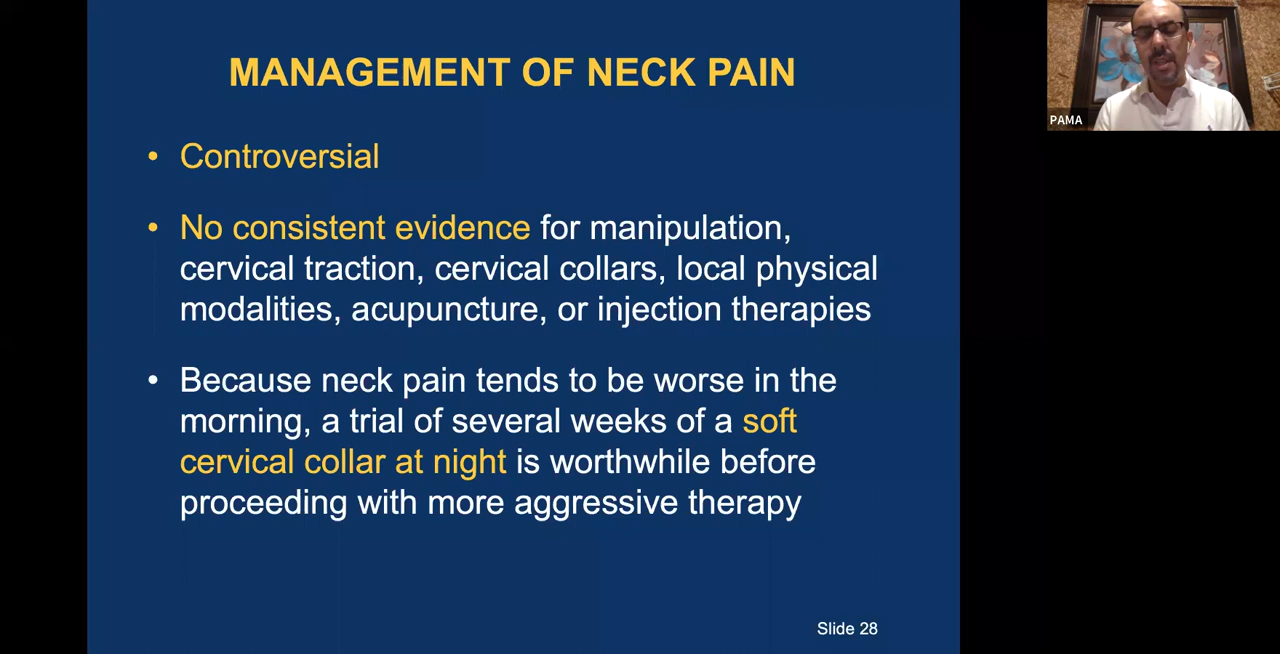 MANAGEMENT OF NECK PAIN
• Controversial
• No consistent evidence for manipulation,
cervical traction, cervical collars, local physical
modalities, acupuncture, or injection therapies
• Because neck pain tends to be worse in the
morning, a trial of several weeks of a soft
cervical collar at night is worthwhile before
proceeding with more aggressive therapy
Slide 28
PAMA